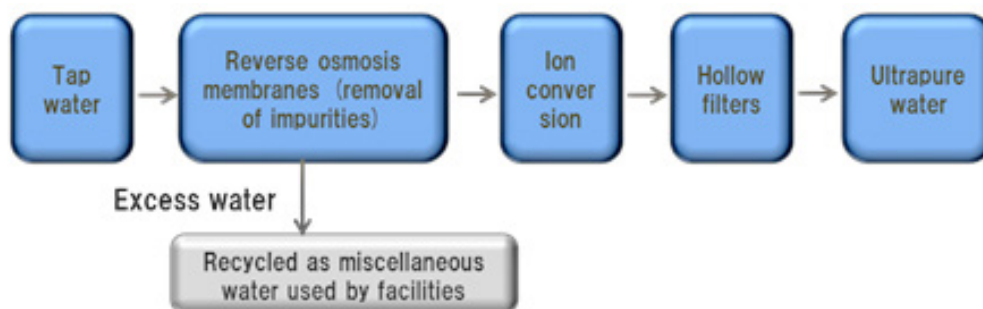 Tap
water
Reverse osmosis
membranes (removal
of impurities)
Ion
conver
sion
Hollow
filters
Ultrapure
water
Excess water
Recycled as miscellaneous
water used by facilities